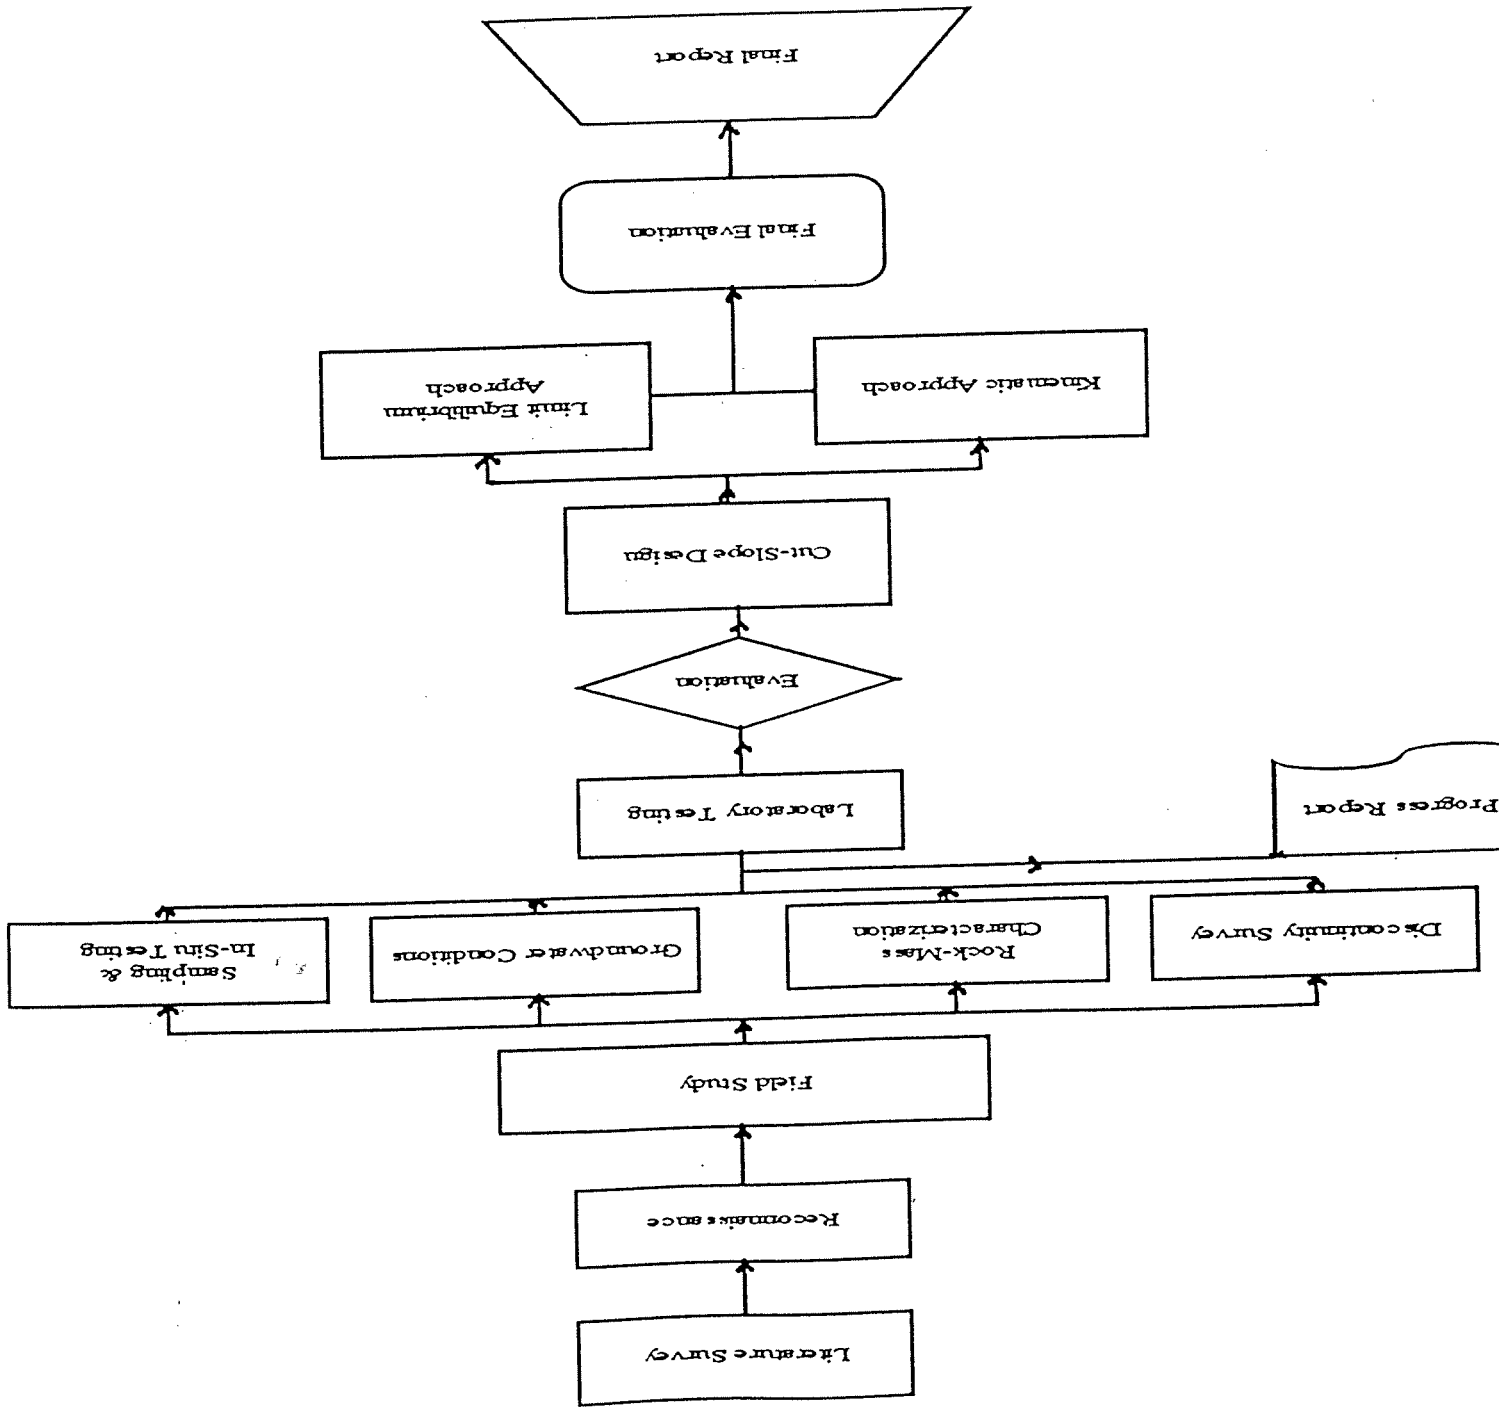 Literature Survey
Reconnaissance
Field Study
Discontinuity Survey
Rock-Mass
Characterization
Groundwater Conditions
Sampling &
In-Situ Testing
Progress Report
Laboratory Testing
Evaluation
Cut-Slope Design
Kinematic Approach
Limit Equilibrium
Approach
Final Evaluation
Final Report